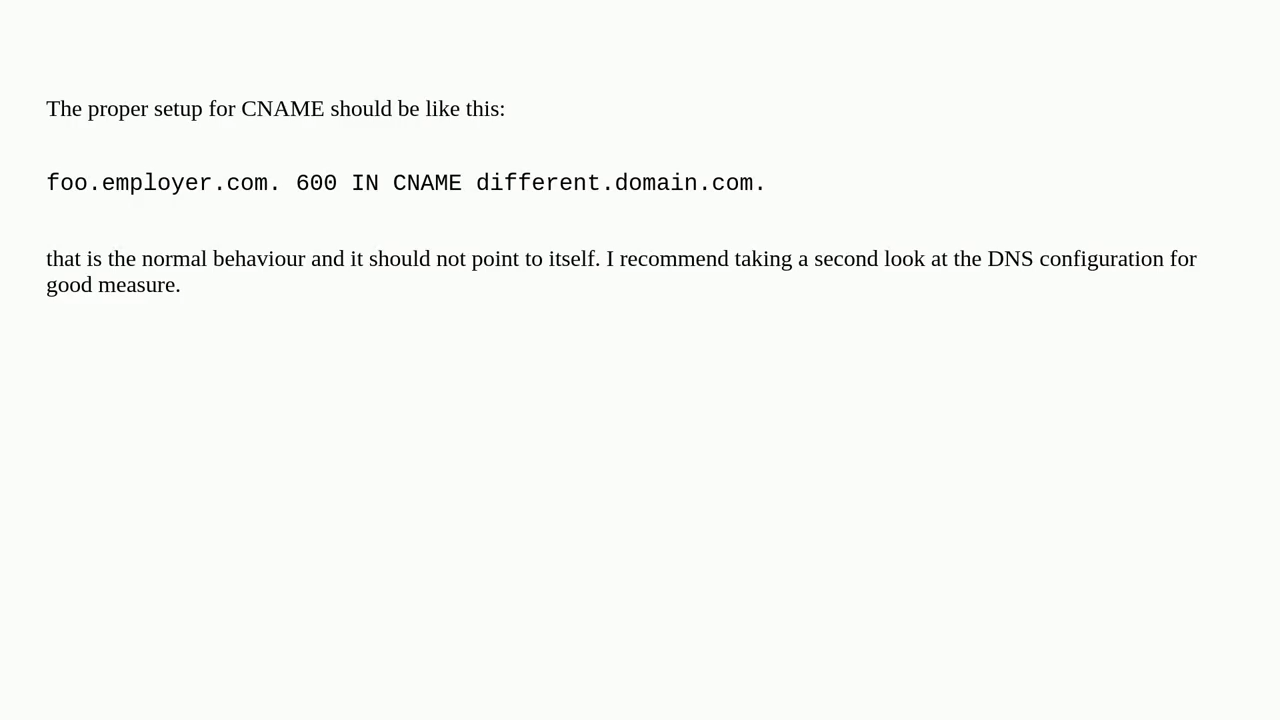 The proper setup for CNAME should be like this:
foo.employer.com. 600 IN CNAME different.domain.com.
that is the normal behaviour and it should not point to itself. I recommend taking a second look at the DNS configuration for
good measure.